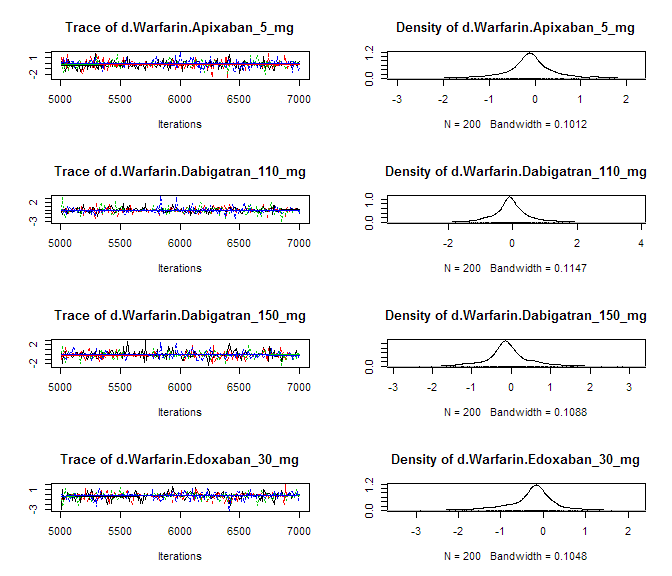 Trace of d.Warfarin.Apixaban_5_mg
1
-2
5000 5500 6000 6500 7000
Iterations
Density of d.Warfarin.Apixaban_5_mg
1.2
0.0
-3 -2 -1 0 1 2
N = 200 Bandwidth = 0.1012
Trace of d.Warfarin.Dabigatran_110_mg
2
-3
5000 5500 6000 6500 7000
Iterations
Density of d.Warfarin.Dabigatran_110_mg
1.0
0.0
-2 0 2 4
N = 200 Bandwidth = 0.1147
Trace of d.Warfarin.Dabigatran_150_mg
2
-2
5000 5500 6000 6500 7000
Iterations
Density of d.Warfarin.Dabigatran_150_mg
0.0
-3 -2 -1 0 1 2 3
N = 200 Bandwidth = 0.1088
Trace of d.Warfarin.Edoxaban_30_mg
1
-3
5000 5500 6000 6500 7000
Iterations
Density of d.Warfarin.Edoxaban_30_mg
1.2
0.0
-3 -2 -1 0 1 2
N = 200 Bandwidth = 0.1048